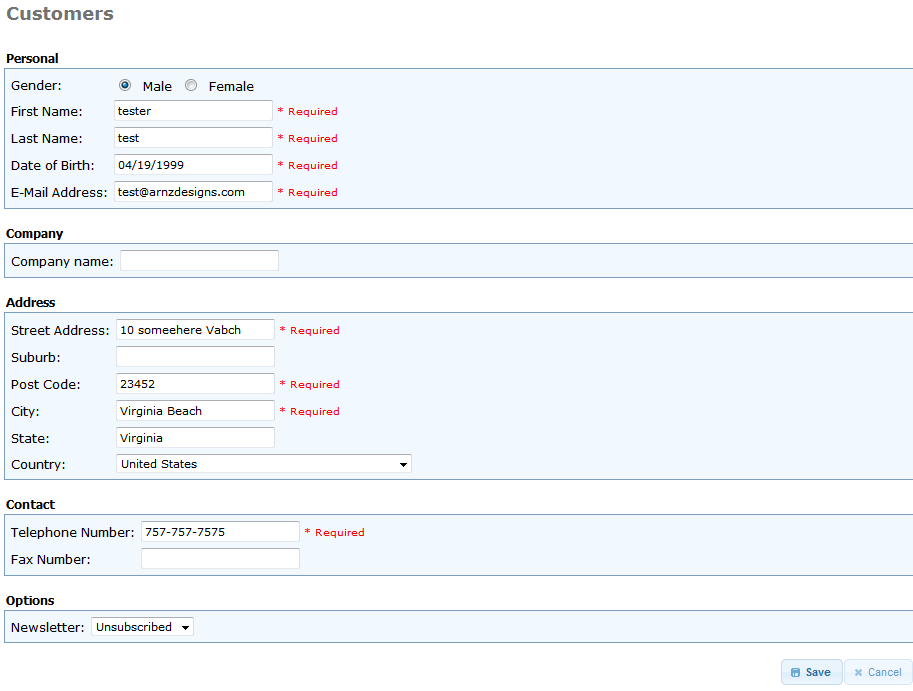 Customers
Personal
Gender: Male Female
First Name: tester * Required
Last Name: test * Required
Date of Birth: 04/19/1999 * Required
E-Mail Address: test@arnzdesigns.com * Required
Company
Company name:
Address
Street Address: 10 someehere Vabch * Required
Suburb:
Post Code: 23452 * Required
City: Virginia Beach * Required
State: Virginia
Country: United States
Contact
Telephone Number: 757-757-7575 * Required
Fax Number:
Options
Newsletter: Unsubscribed
Save Cancel